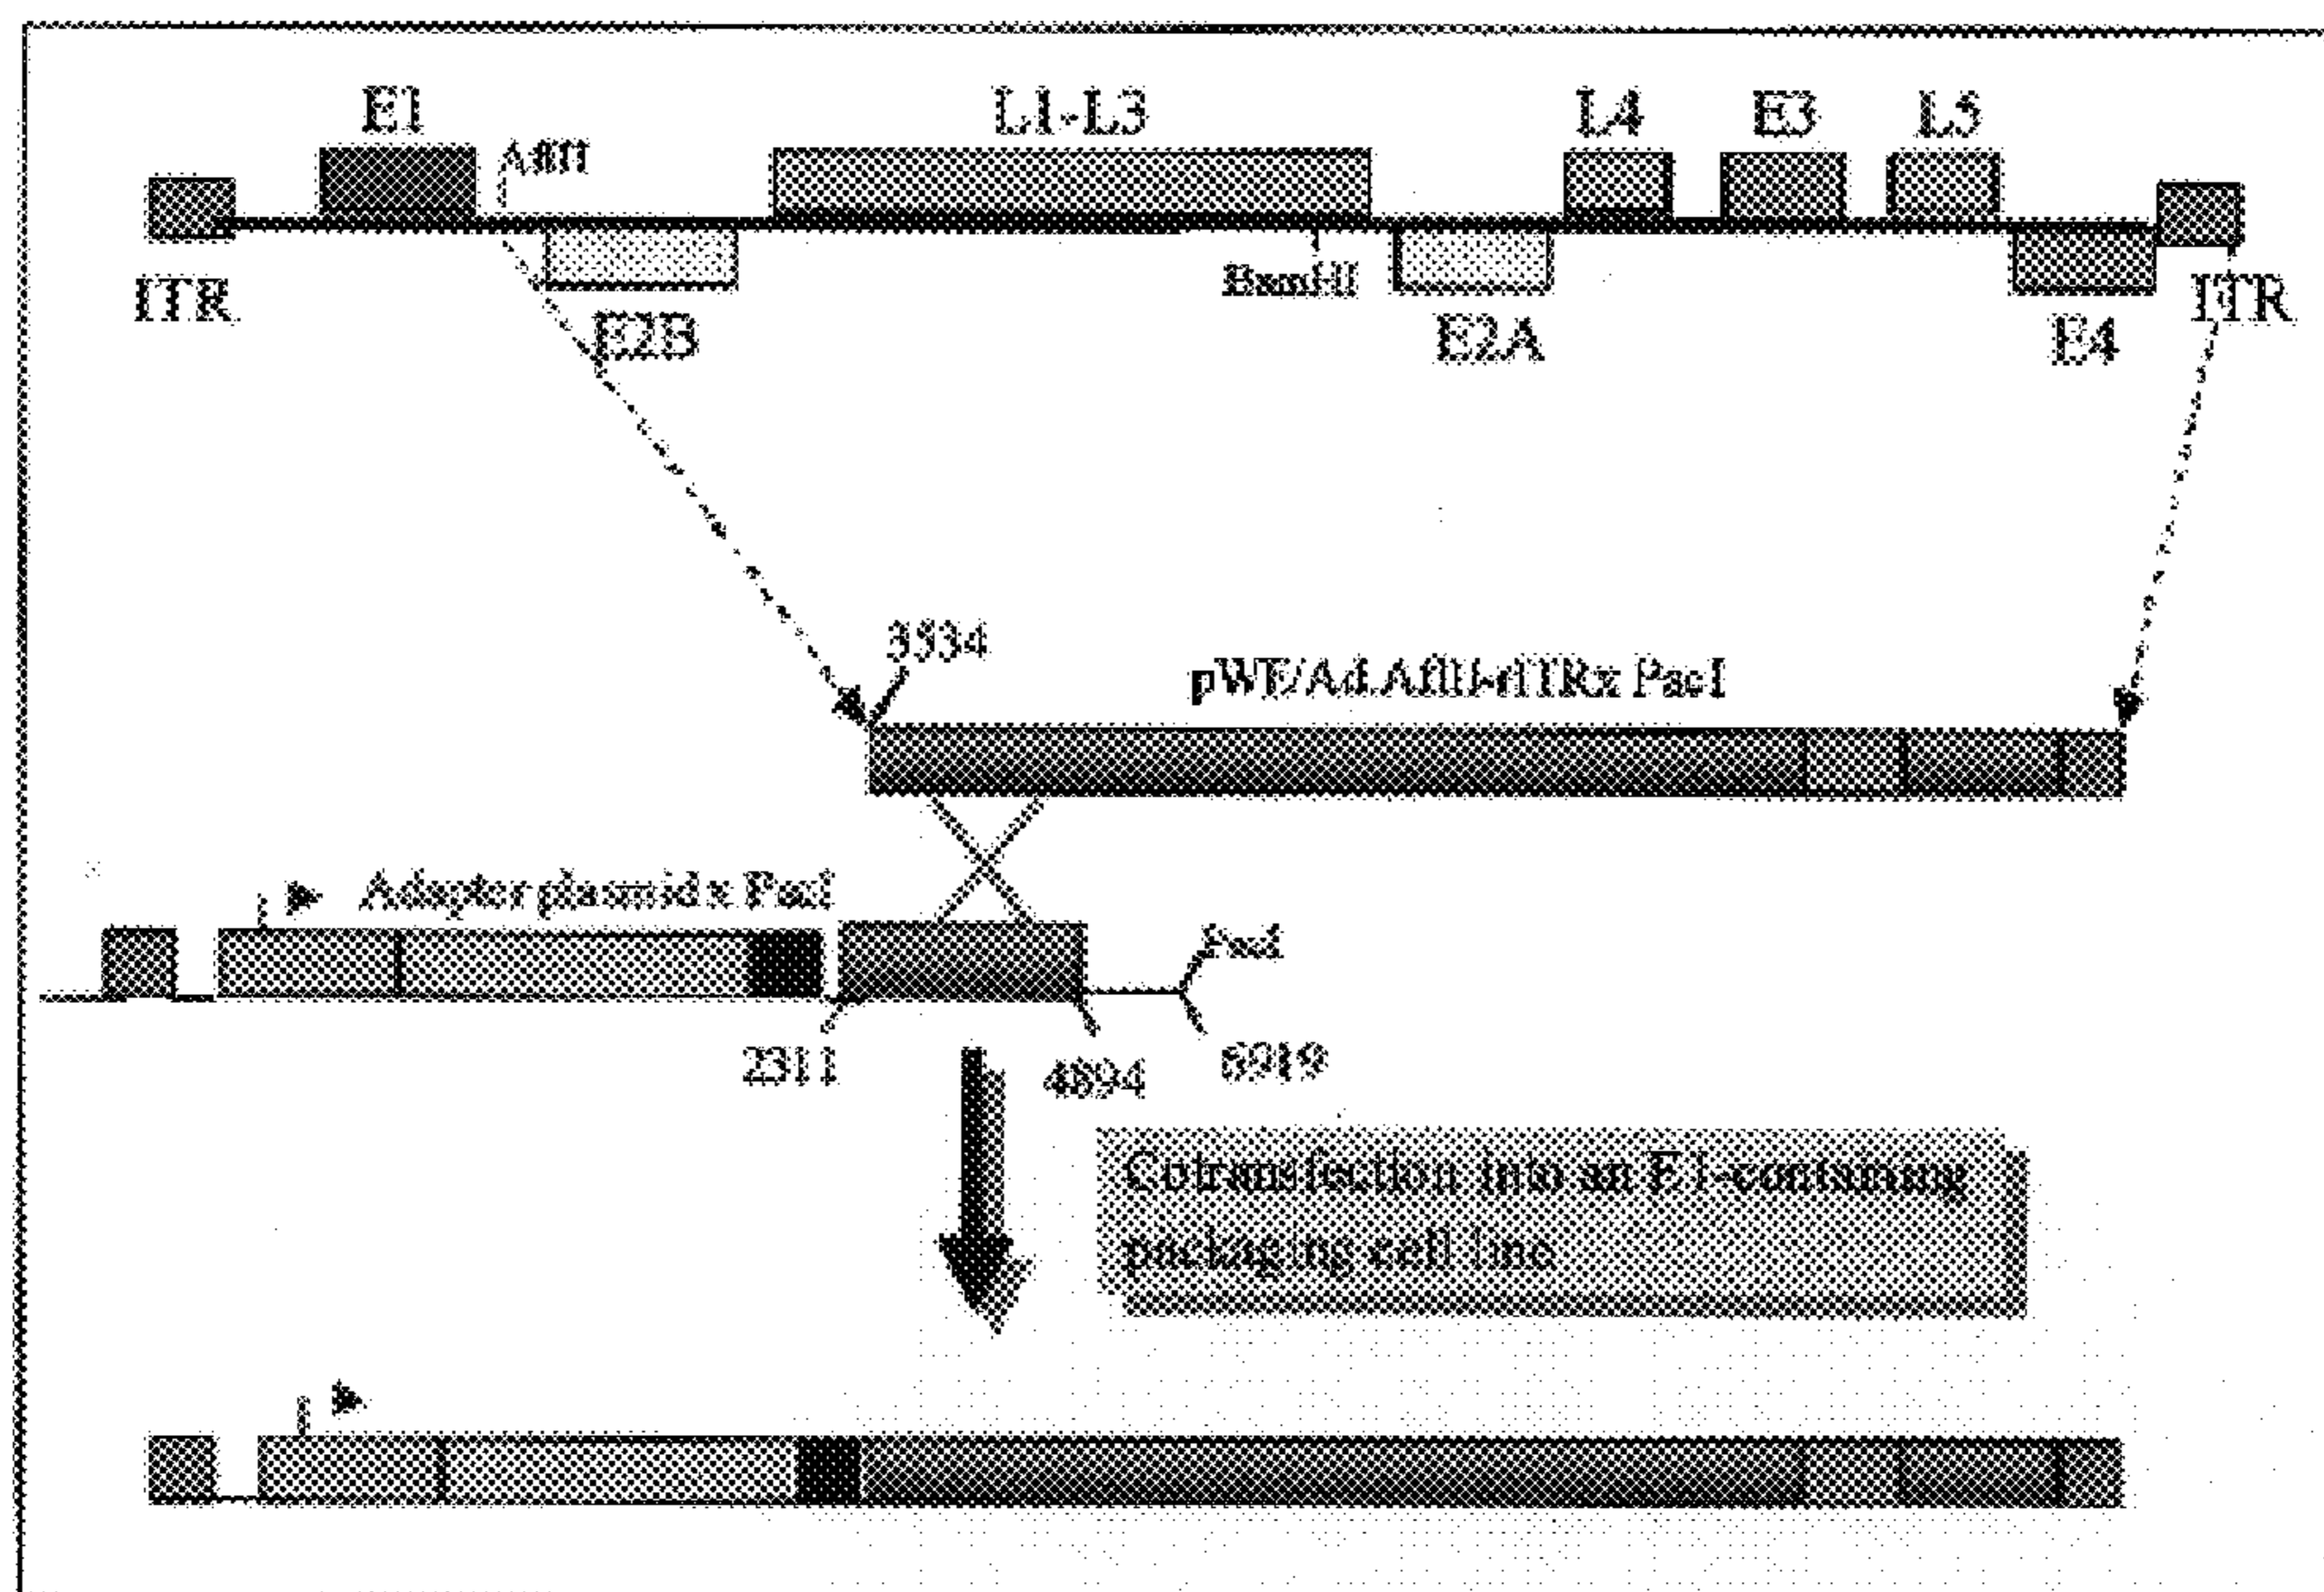 E1
L1-L3
L4
E3
L5
AflII
BamHI
ITR
E2B
E2A
E4
ITR
3534
pWE/Ad.AflII-rITRx PacI
Adapter plasmid x PacI
PacI
2311
4894
6919
Cotransfection into an E1-containing
packaging cell line